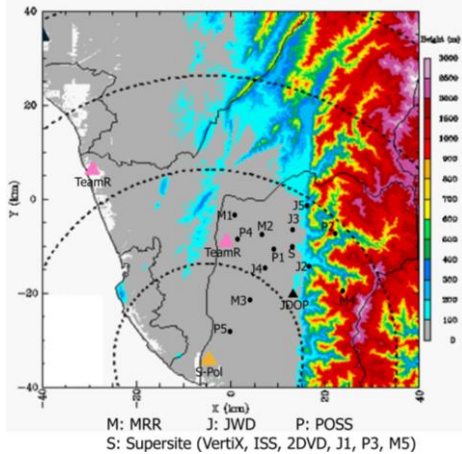 Height (m)
3000
3500
1500
1000
900
800
700
600
500
400
300
200
100
0
40
20
0
-20
-40
Y (km)
-40
-20
0
20
40
X (km)
TeamR
M1
M2
J5
J3
P4
P2
TeamR
P1
S
J4
J2
M3
JDOP
M4
P5
S-Pol
M: MRR J: JWD P: POSS
S: Supersite (VertiX, ISS, 2DVD, J1, P3, M5)